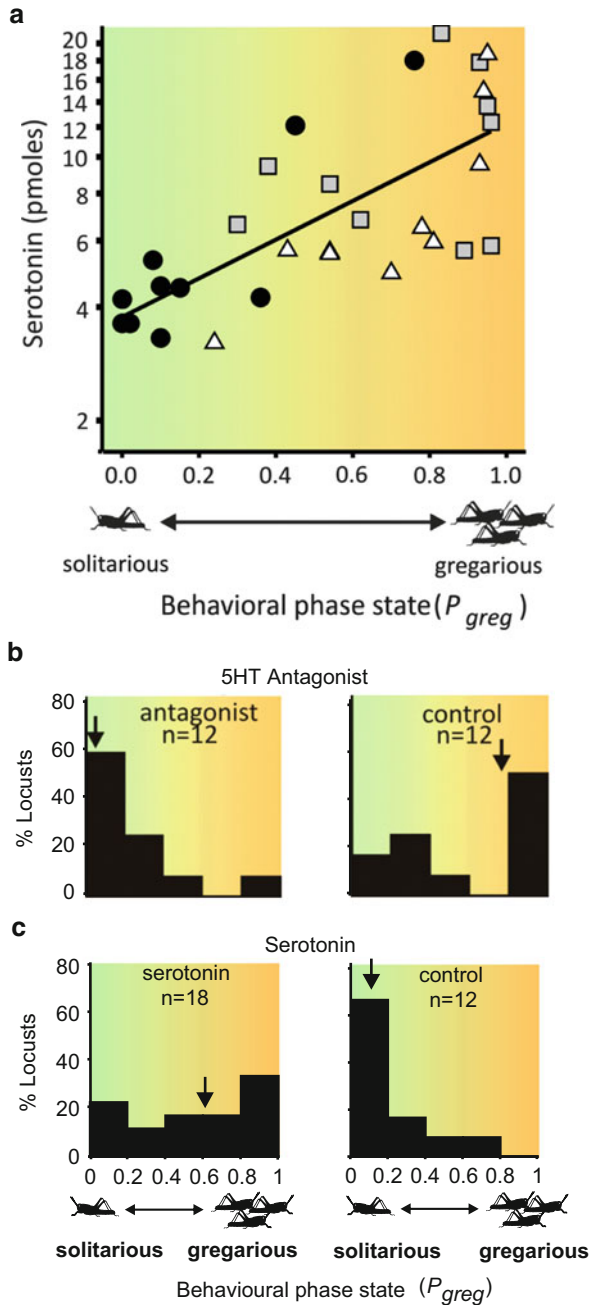 a
Serotonin (pmoles)
20
18
16
14
12
10
8
6
4
2
0.0 0.2 0.4 0.6 0.8 1.0
solitarious gregarious
Behavioral phase state (P greg)
b
5HT Antagonist
% Locusts
80
60
40
20
0
antagonist
n=12
control
n=12
c
Serotonin
% Locusts
80
60
40
20
0
serotonin
n=18
control
n=12
0 0.2 0.4 0.6 0.8 1
0 0.2 0.4 0.6 0.8 1
solitarious gregarious
solitarious gregarious
Behavioural phase state (Pgreg)